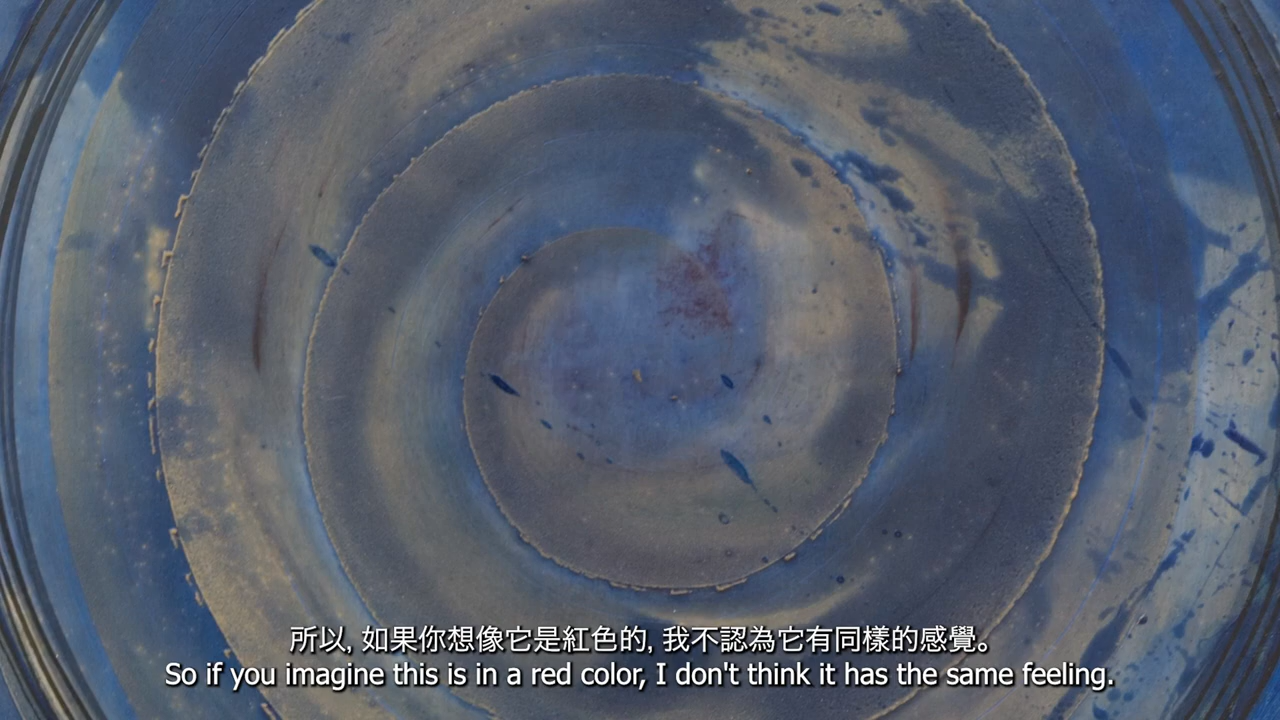 所以, 如果你想像它是紅色的, 我不認為它有同樣的感覺。
So if you imagine this is in a red color, I don't think it has the same feeling.